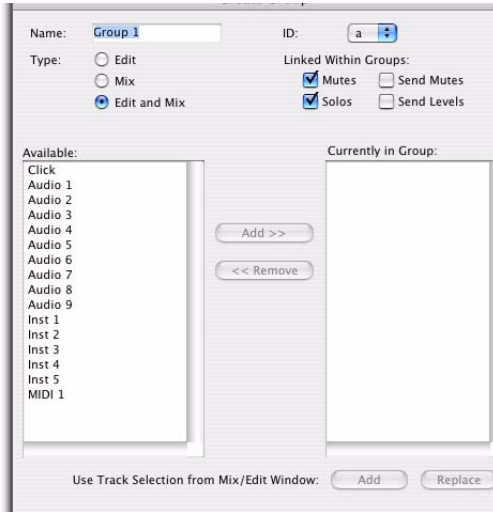 Name: Group 1 ID: a
Type: Edit Linked Within Groups:
Mix Mutes Send Mutes
Edit and Mix Solos Send Levels
Available: Currently in Group:
Click
Audio 1
Audio 2
Audio 3
Audio 4
Add >>
Audio 5
Audio 6
Audio 7
<< Remove
Audio 8
Audio 9
Inst 1
Inst 2
Inst 3
Inst 4
Inst 5
MIDI 1
Use Track Selection from Mix/Edit Window: Add Replace